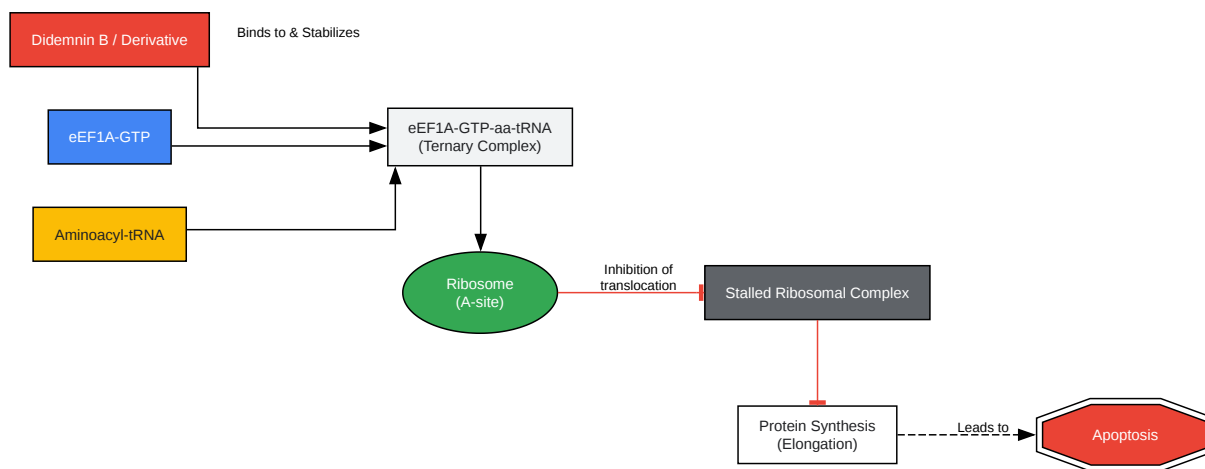 Didemnin B / Derivative
Binds to & Stabilizes
eEF1A-GTP
eEF1A-GTP-aa-tRNA
(Ternary Complex)
Aminoacyl-tRNA
Ribosome
(A-site)
Inhibition of
translocation
Stalled Ribosomal Complex
Protein Synthesis
(Elongation)
Leads to
Apoptosis